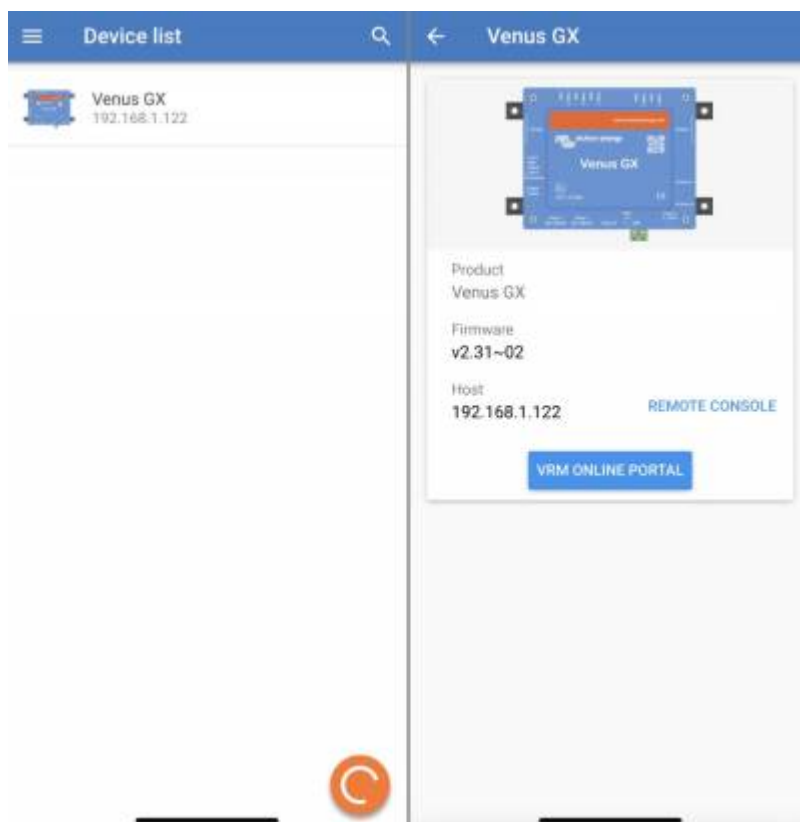 Device list
Venus GX
192.168.1.122
Venus GX
Venus GX
Product
Venus GX
Firmware
v2.31~02
Host
192.168.1.122
REMOTE CONSOLE
VRM ONLINE PORTAL